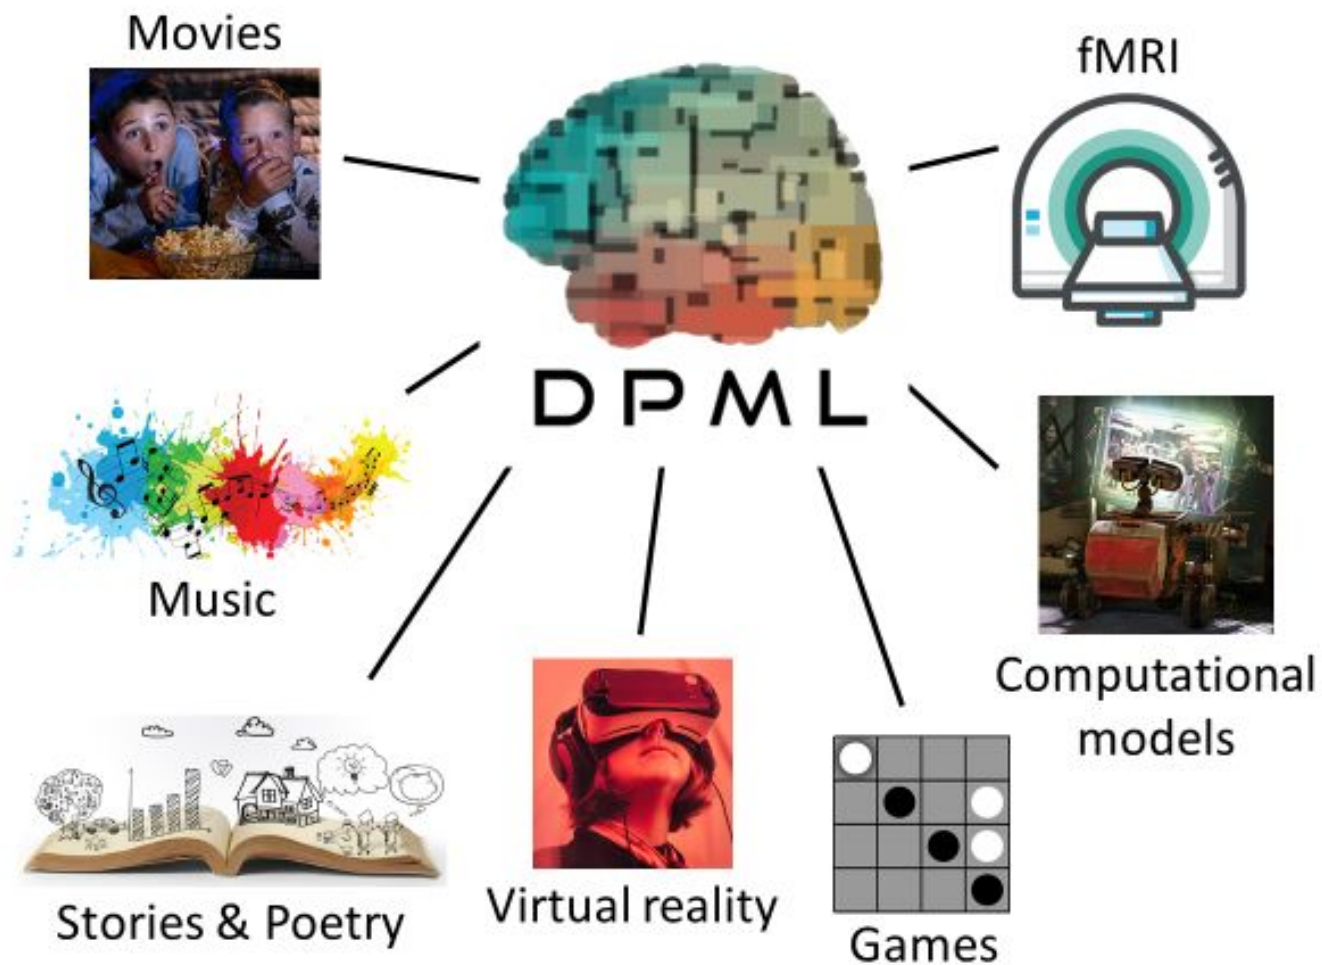 Movies
fMRI
DPML
Music
Computational
models
Stories & Poetry
Virtual reality
Games